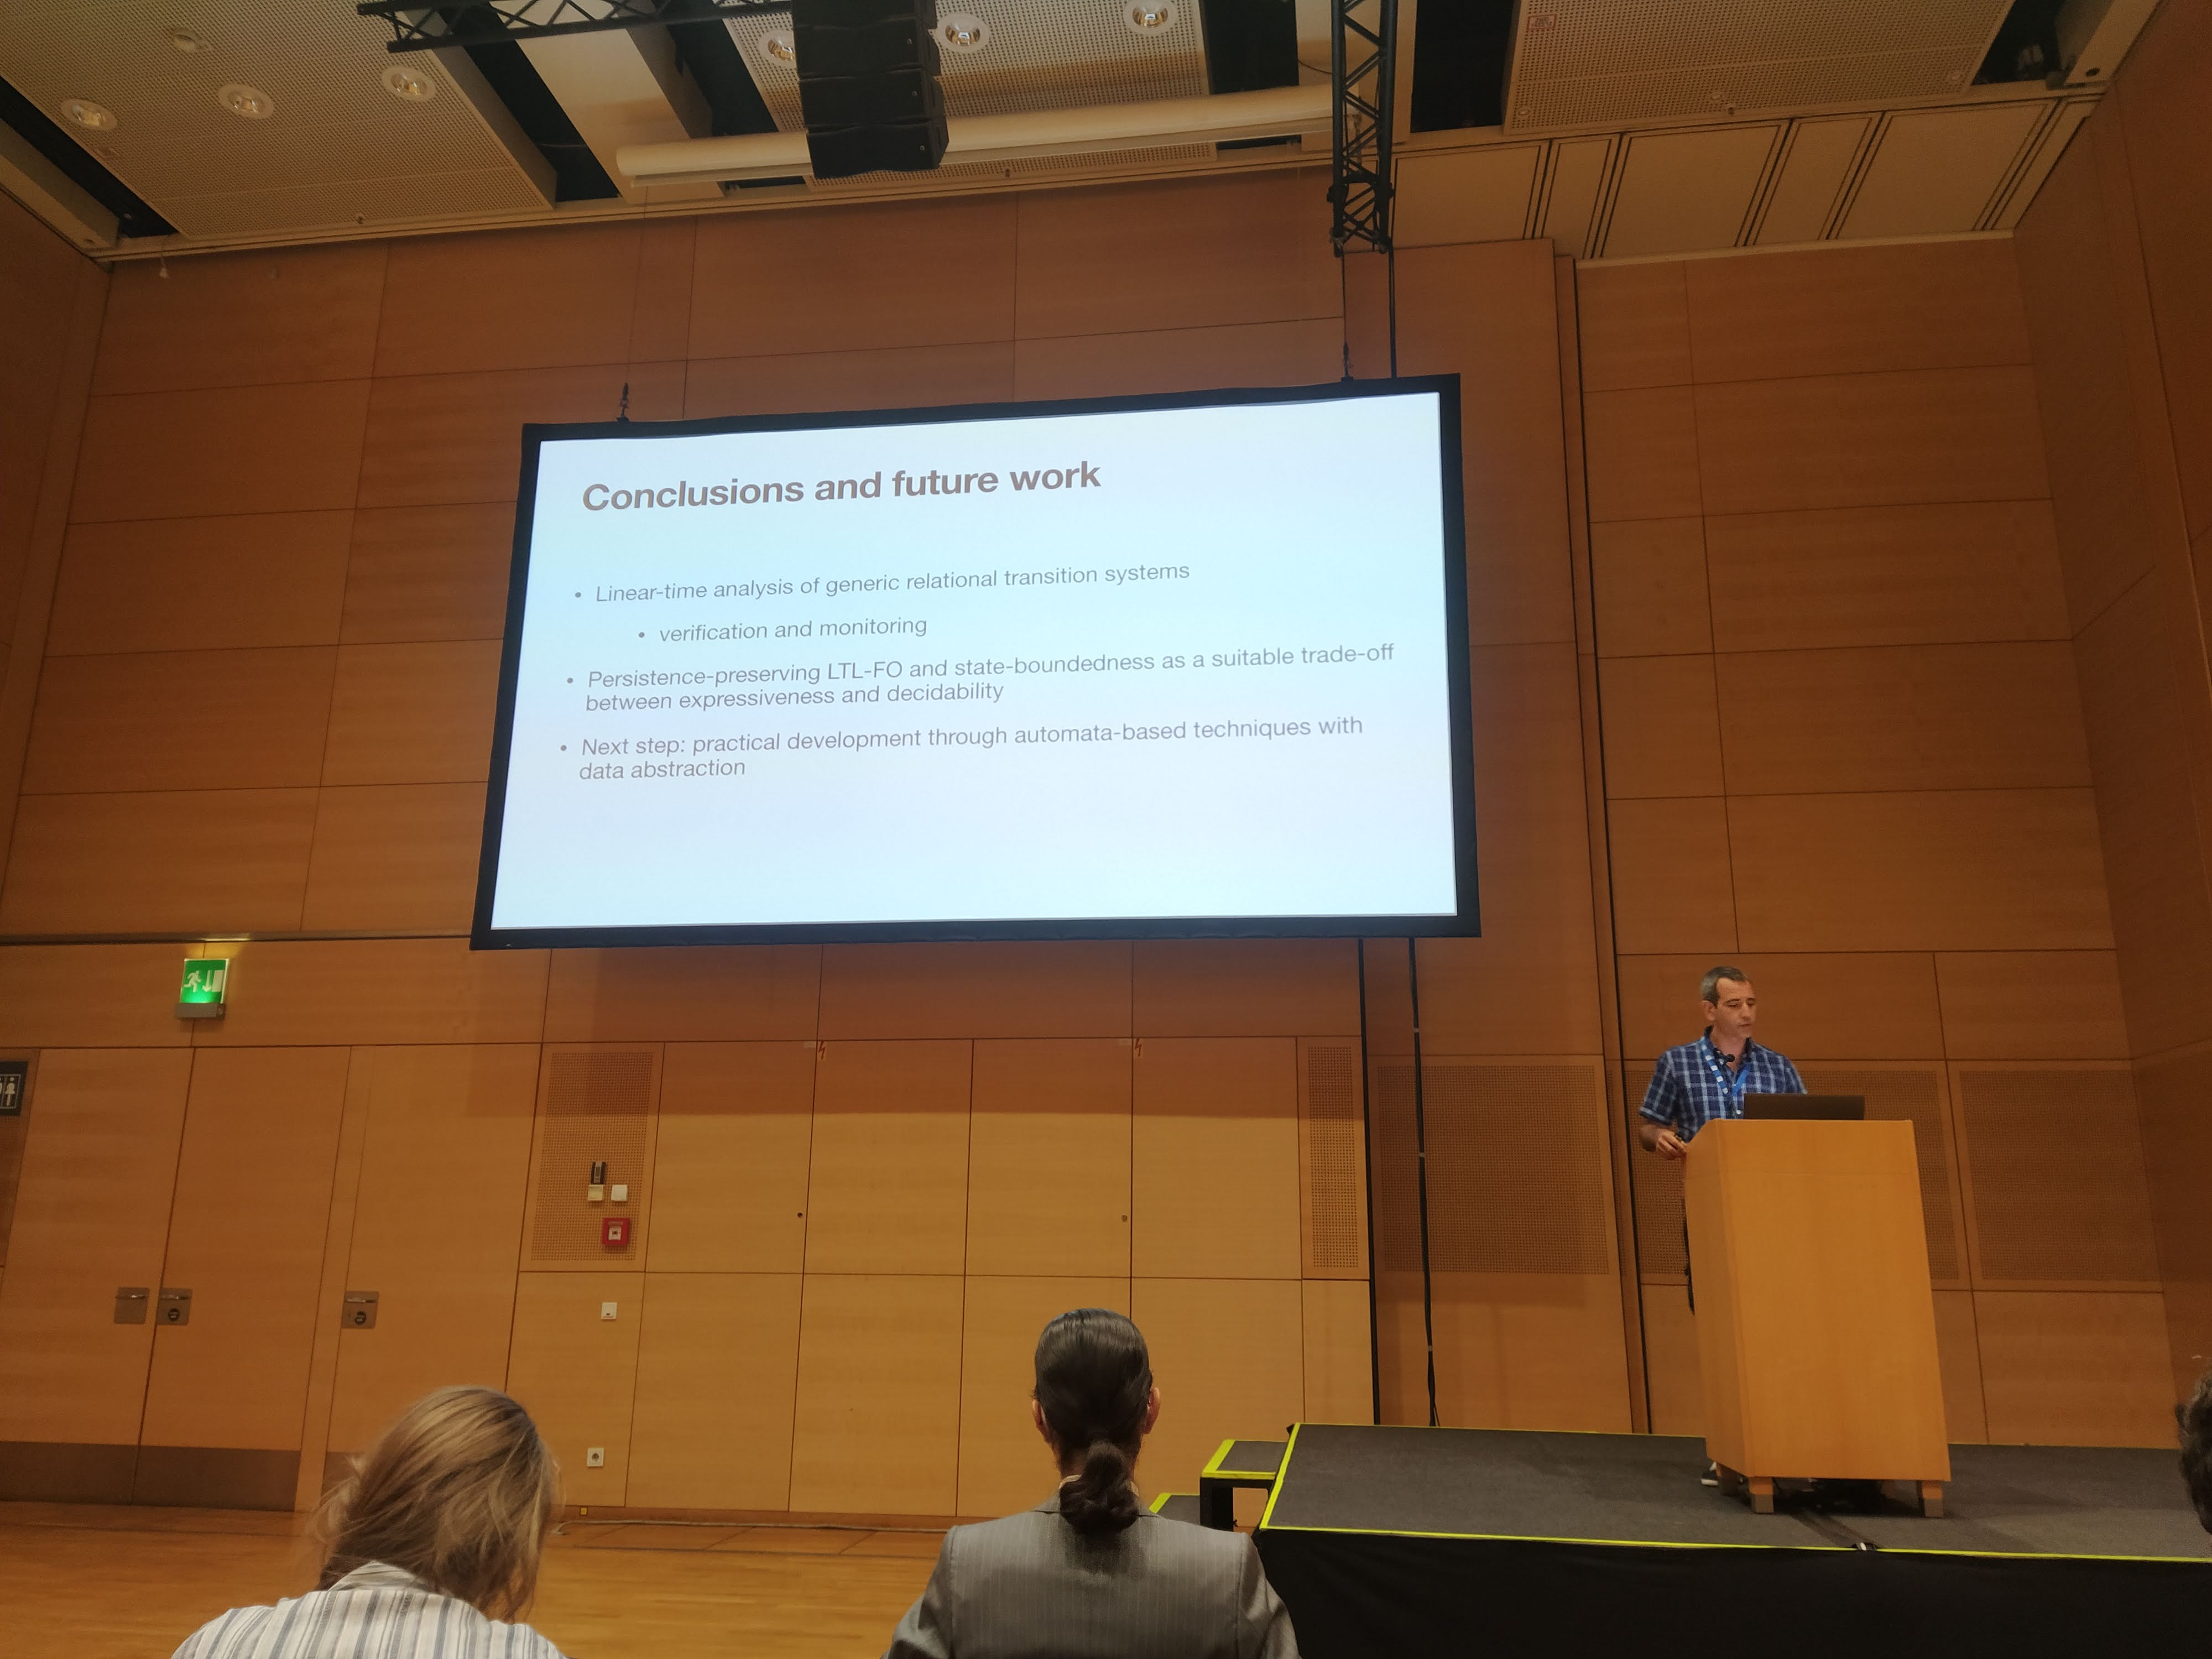 Conclusions and future work
• Linear-time analysis of generic relational transition systems
• verification and monitoring
• Persistence-preserving LTL-FO and state-boundedness as a suitable trade-off
between expressiveness and decidability
• Next step: practical development through automata-based techniques with
data abstraction